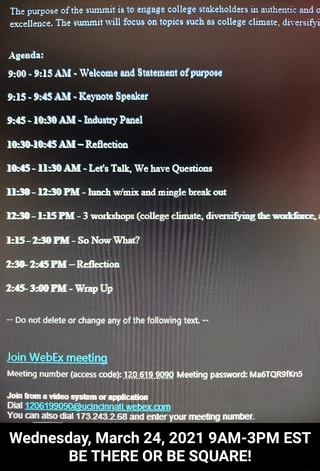 The purpose of the summit is to engage college stakeholders in authentic and
excellence. The summit will focus on topics such as college climate, diversifyi
Agenda:
9:00 - 9:15 AM - Welcome and Statement of purpose
9:15 - 9:45 AM - Keynote Speaker
9:45 - 10:30 AM - Industry Panel
10:30-10:45 AM – Reflection
10:45 - 11:30 AM - Let's Talk, We have Questions
11:30 - 12:30 PM - lunch w/mix and mingle break out
12:30 - 1:15 PM - 3 workshops (college climate, diversifying the workforce,
1:15 - 2:30 PM - So Now What?
2:30- 2:45 PM – Reflection
2:45- 3:00 PM - Wrap Up
-- Do not delete or change any of the following text. --
Join WebEx meeting
Meeting number (access code): 120 619 9090 Meeting password: Ma6TQR9fKn5
Join from a video system or application
Dial 1206199090@ucincinnati.webex.com
You can also dial 173.243.2.68 and enter your meeting number.
Wednesday, March 24, 2021 9AM-3PM EST
BE THERE OR BE SQUARE!